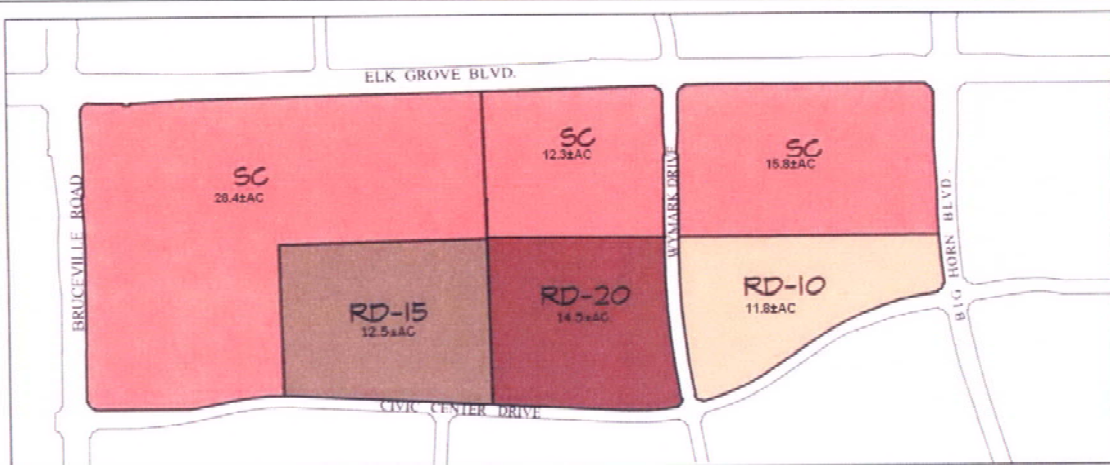 ELK GROVE BLVD.
SC
28.4±AC
SC
12.3±AC
SC
15.8±AC
BRUCEVILLE ROAD
WYMARK DRIVE
BIG HORN BLVD.
RD-15
12.5±AC
RD-20
14.5±AC
RD-10
11.8±AC
CIVIC CENTER DRIVE